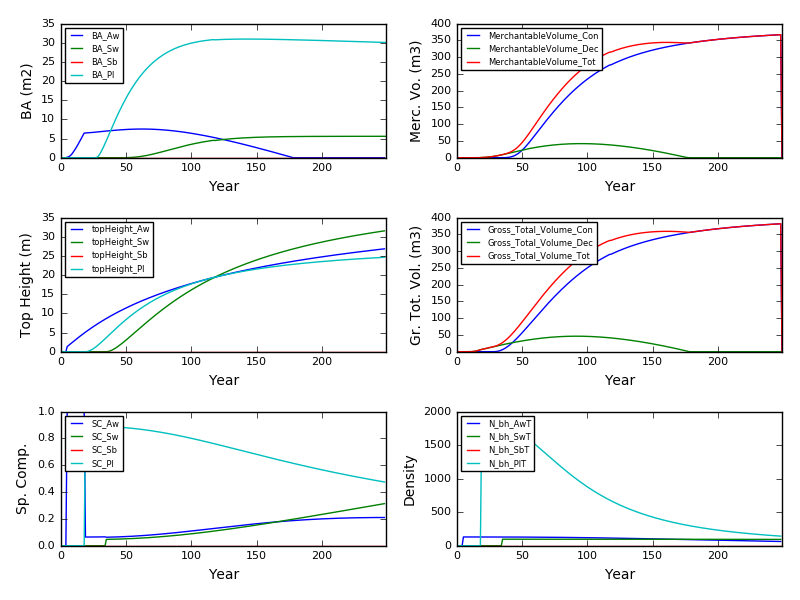 BA (m2)
35
30
25
20
15
10
5
0
BA_Aw
BA_Sw
BA_Sb
BA_Pl
0 50 100 150 200
Year
Merc. Vo. (m3)
400
350
300
250
200
150
100
50
0
MerchantableVolume_Con
MerchantableVolume_Dec
MerchantableVolume_Tot
0 50 100 150 200
Year
Top Height (m)
35
30
25
20
15
10
5
0
topHeight_Aw
topHeight_Sw
topHeight_Sb
topHeight_Pl
0 50 100 150 200
Year
Gr. Tot. Vol. (m3)
400
350
300
250
200
150
100
50
0
Gross_Total_Volume_Con
Gross_Total_Volume_Dec
Gross_Total_Volume_Tot
0 50 100 150 200
Year
Sp. Comp.
1.0
0.8
0.6
0.4
0.2
0.0
SC_Aw
SC_Sw
SC_Sb
SC_Pl
0 50 100 150 200
Year
Density
2000
1500
1000
500
0
N_bh_AwT
N_bh_SwT
N_bh_SbT
N_bh_PlT
0 50 100 150 200
Year